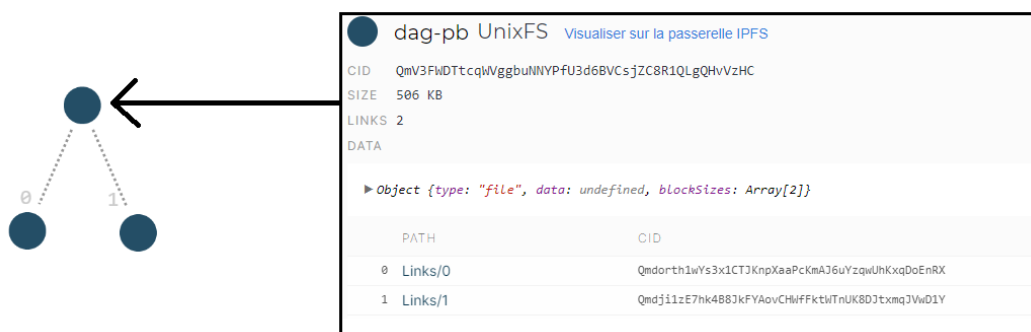 dag-pb UnixFS Visualiser sur la passerelle IPFS
CID QmV3FWDTtcqWVggbuNNYPfU3d6BVCsjZC8R1QLgQHvVzHC
SIZE 506 KB
LINKS 2
DATA
▶ Object {type: "file", data: undefined, blockSizes: Array[2]}
PATH CID
0 Links/0 Qmdorth1wYs3x1CTJKnpXaaPcKmAJ6uYzqwUhKxqDoEnRX
1 Links/1 Qmdji1zE7hk4B8JkFYAovCHWfFktWTnUK8DJtxmqJVwD1Y
0 1